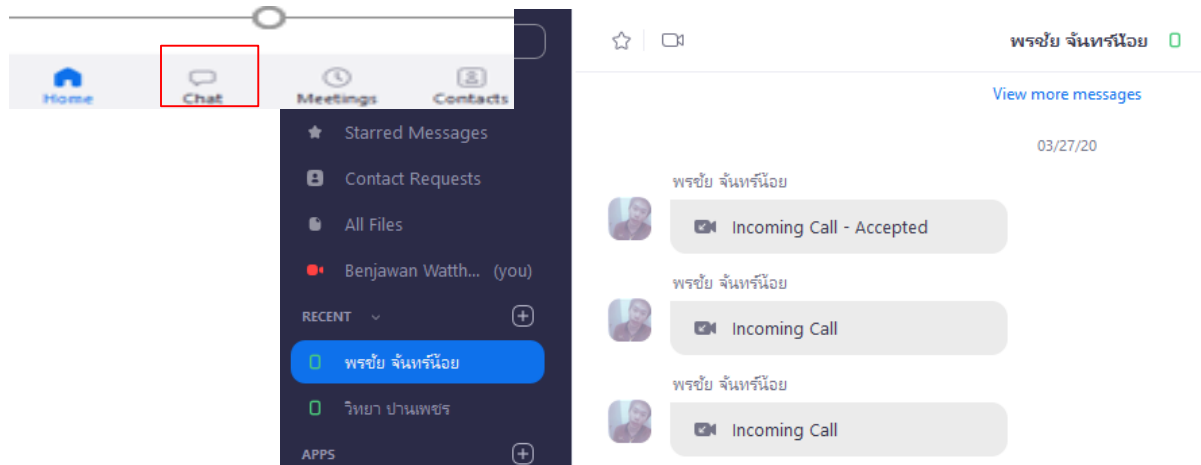 Home
Chat
Meetings
Contacts
Starred Messages
Contact Requests
All Files
Benjawan Watth... (you)
RECENT
พรชัย จันทร์น้อย
วิทยา ปานเพชร
APPS
พรชัย จันทร์น้อย
View more messages
03/27/20
พรชัย จันทร์น้อย
Incoming Call - Accepted
พรชัย จันทร์น้อย
Incoming Call
พรชัย จันทร์น้อย
Incoming Call